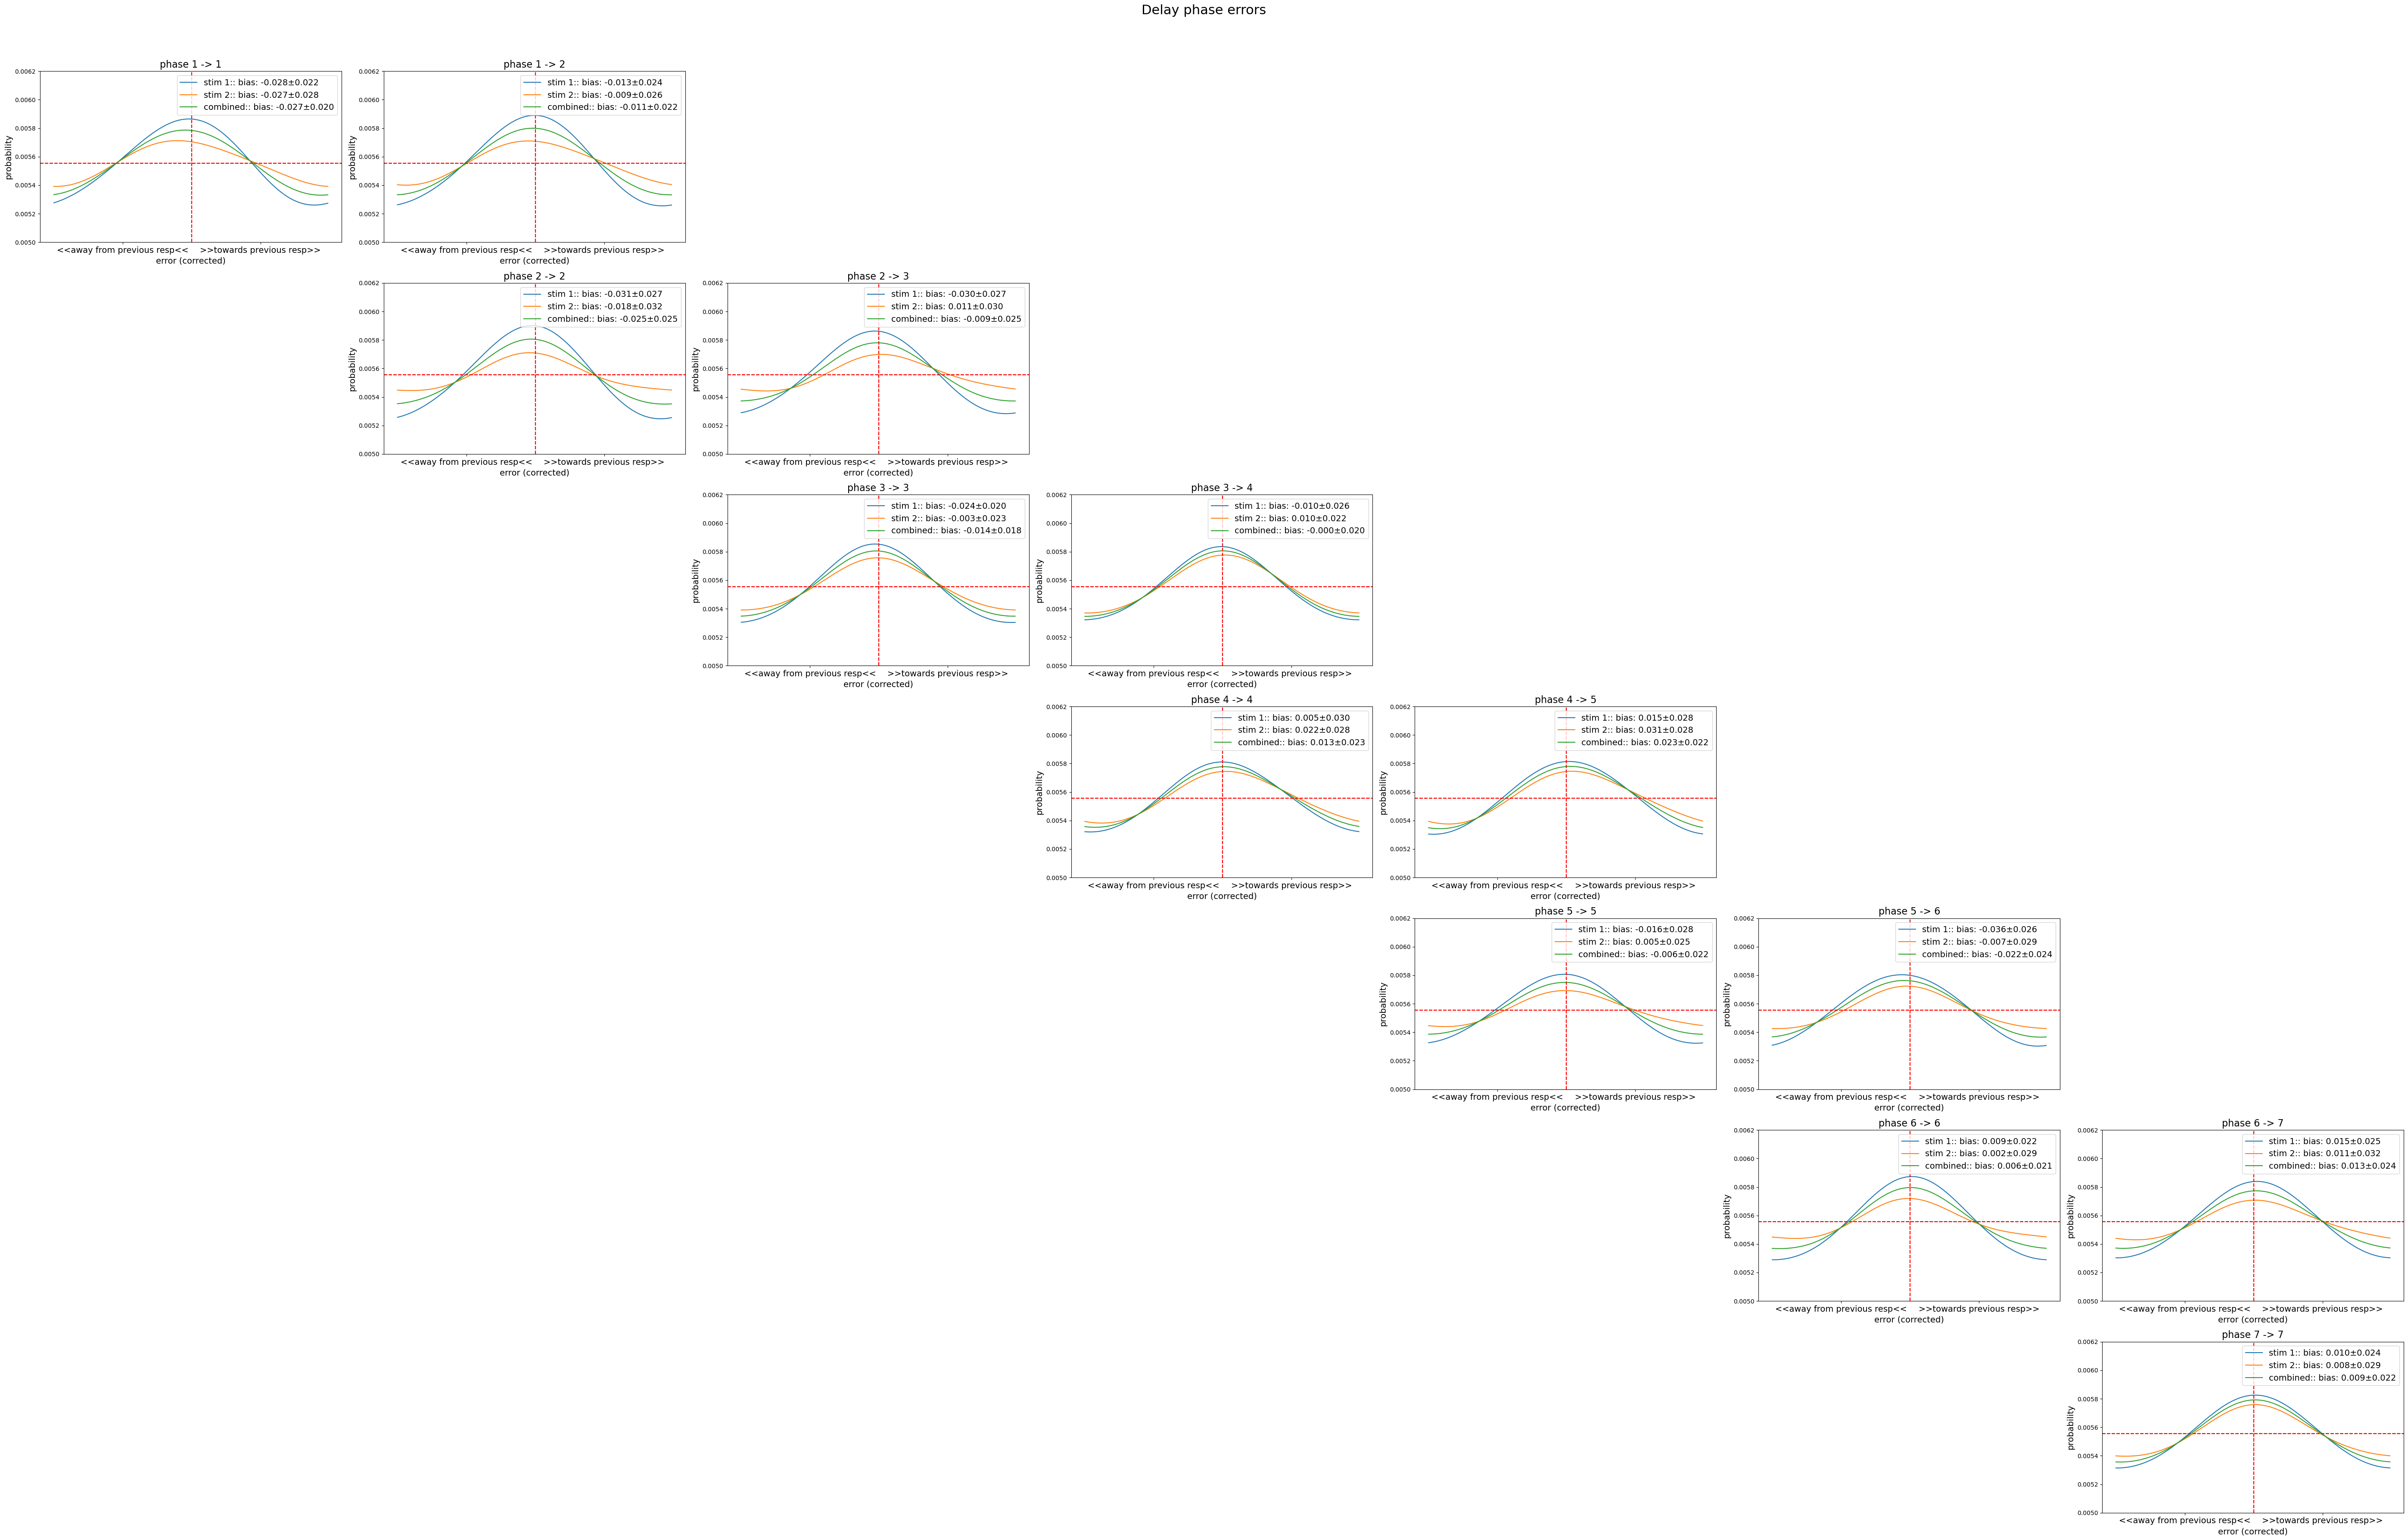 Delay phase errors
phase 1 -> 1
0.0062
0.0060
0.0058
0.0056
0.0054
0.0052
0.0050
probability
stim 1:: bias: -0.028±0.022
stim 2:: bias: -0.027±0.028
combined:: bias: -0.027±0.020
<<away from previous resp<<
>>towards previous resp>>
error (corrected)
phase 1 -> 2
0.0062
0.0060
0.0058
0.0056
0.0054
0.0052
0.0050
probability
stim 1:: bias: -0.013±0.024
stim 2:: bias: -0.009±0.026
combined:: bias: -0.011±0.022
<<away from previous resp<<
>>towards previous resp>>
error (corrected)
phase 2 -> 2
0.0062
0.0060
0.0058
0.0056
0.0054
0.0052
0.0050
probability
stim 1:: bias: -0.031±0.027
stim 2:: bias: -0.018±0.032
combined:: bias: -0.025±0.025
<<away from previous resp<<
>>towards previous resp>>
error (corrected)
phase 2 -> 3
0.0062
0.0060
0.0058
0.0056
0.0054
0.0052
0.0050
probability
stim 1:: bias: -0.030±0.027
stim 2:: bias: 0.011±0.030
combined:: bias: -0.009±0.025
<<away from previous resp<<
>>towards previous resp>>
error (corrected)
phase 3 -> 3
0.0062
0.0060
0.0058
0.0056
0.0054
0.0052
0.0050
probability
stim 1:: bias: -0.024±0.020
stim 2:: bias: -0.003±0.023
combined:: bias: -0.014±0.018
<<away from previous resp<<
>>towards previous resp>>
error (corrected)
phase 3 -> 4
0.0062
0.0060
0.0058
0.0056
0.0054
0.0052
0.0050
probability
stim 1:: bias: -0.010±0.026
stim 2:: bias: 0.010±0.022
combined:: bias: -0.000±0.020
<<away from previous resp<<
>>towards previous resp>>
error (corrected)
phase 4 -> 4
0.0062
0.0060
0.0058
0.0056
0.0054
0.0052
0.0050
probability
stim 1:: bias: 0.005±0.030
stim 2:: bias: 0.022±0.028
combined:: bias: 0.013±0.023
<<away from previous resp<<
>>towards previous resp>>
error (corrected)
phase 4 -> 5
0.0062
0.0060
0.0058
0.0056
0.0054
0.0052
0.0050
probability
stim 1:: bias: 0.015±0.028
stim 2:: bias: 0.031±0.028
combined:: bias: 0.023±0.022
<<away from previous resp<<
>>towards previous resp>>
error (corrected)
phase 5 -> 5
0.0062
0.0060
0.0058
0.0056
0.0054
0.0052
0.0050
probability
stim 1:: bias: -0.016±0.028
stim 2:: bias: 0.005±0.025
combined:: bias: -0.006±0.022
<<away from previous resp<<
>>towards previous resp>>
error (corrected)
phase 5 -> 6
0.0062
0.0060
0.0058
0.0056
0.0054
0.0052
0.0050
probability
stim 1:: bias: -0.036±0.026
stim 2:: bias: -0.007±0.029
combined:: bias: -0.022±0.024
<<away from previous resp<<
>>towards previous resp>>
error (corrected)
phase 6 -> 6
0.0062
0.0060
0.0058
0.0056
0.0054
0.0052
0.0050
probability
stim 1:: bias: 0.009±0.022
stim 2:: bias: 0.002±0.029
combined:: bias: 0.006±0.021
<<away from previous resp<<
>>towards previous resp>>
error (corrected)
phase 6 -> 7
0.0062
0.0060
0.0058
0.0056
0.0054
0.0052
0.0050
probability
stim 1:: bias: 0.015±0.025
stim 2:: bias: 0.011±0.032
combined:: bias: 0.013±0.024
<<away from previous resp<<
>>towards previous resp>>
error (corrected)
phase 7 -> 7
0.0062
0.0060
0.0058
0.0056
0.0054
0.0052
0.0050
probability
stim 1:: bias: 0.010±0.024
stim 2:: bias: 0.008±0.029
combined:: bias: 0.009±0.022
<<away from previous resp<<
>>towards previous resp>>
error (corrected)